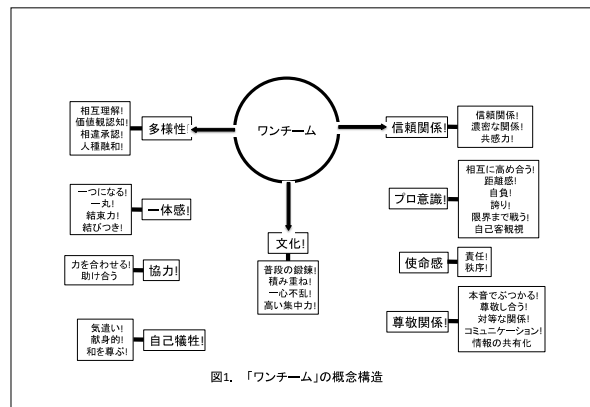 ワンチーム
相互理解!
価値観認知!
相違承認!
人種融和!
多様性!
一つになる!
一丸!
結束力!
結びつき!
一体感!
力を合わせる!
助け合う
協力!
気遣い!
献身的!
和を尊ぶ!
自己犠牲!
文化!
普段の鍛錬!
積み重ね!
一心不乱!
高い集中力!
信頼関係!
信頼関係!
濃密な関係!
共感力!
プロ意識!
相互に高め合う!
距離感!
自負!
誇り!
限界まで戦う!
自己客観視
使命感
責任!
秩序!
尊敬関係!
本音でぶつかる!
尊敬し合う!
対等な関係!
コミュニケーション!
情報の共有化
図1. 「ワンチーム」の概念構造